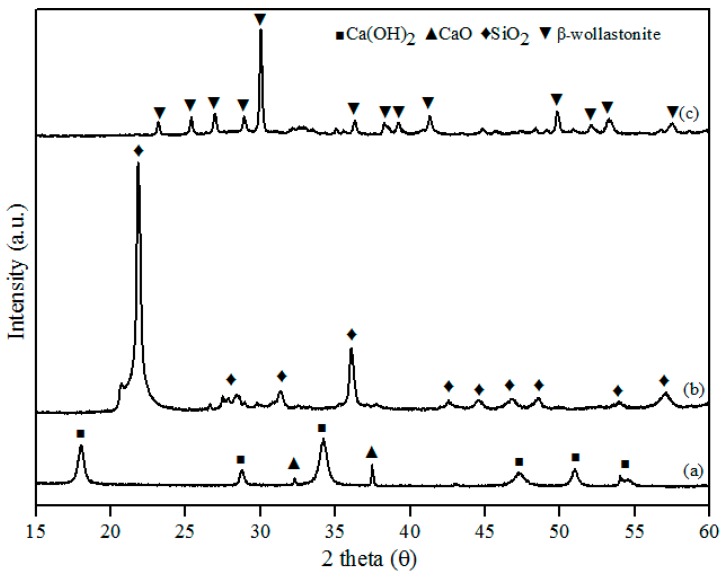 ■Ca(OH)2 ▲CaO ♦SiO2 ▼ β-wollastonite
(c)
(b)
(a)
Intensity (a.u.)
15 20 25 30 35 40 45 50 55 60
2 theta (θ)